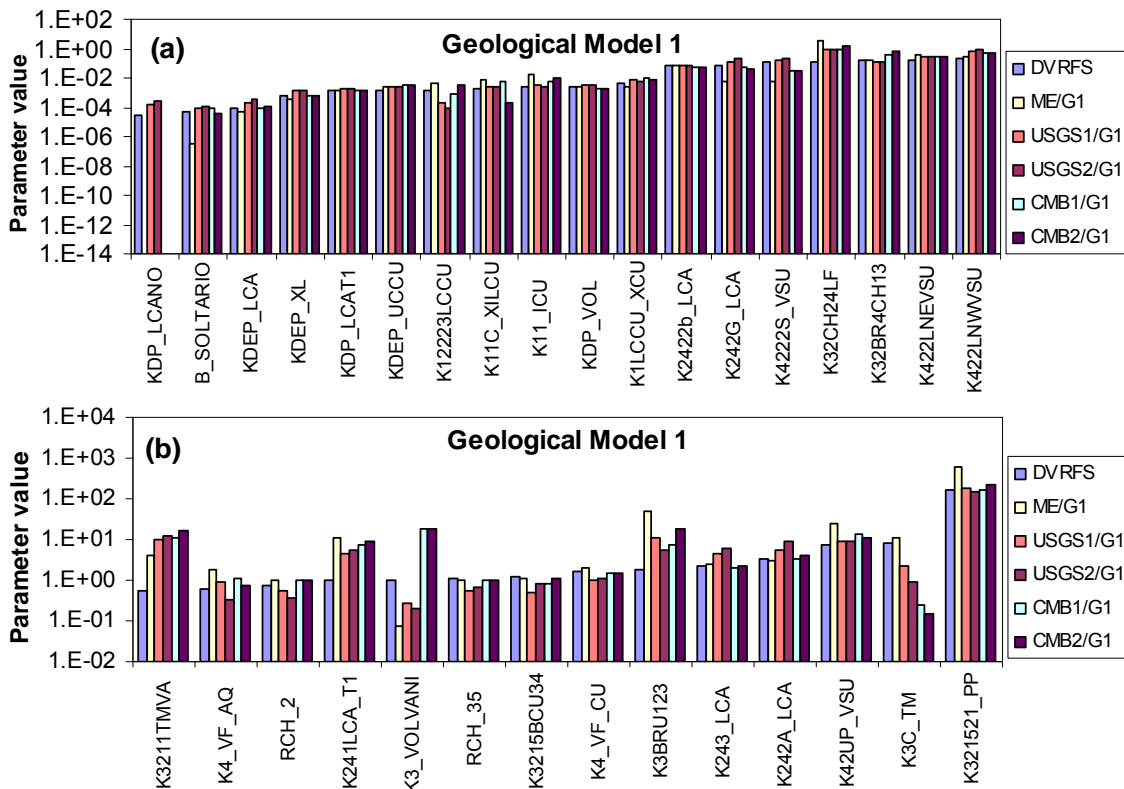 (a)
Geological Model 1
Parameter value
1.E+02
1.E+00
1.E-02
1.E-04
1.E-06
1.E-08
1.E-10
1.E-12
1.E-14
KDP_LCANO
B_SOLTARIO
KDEP_LCA
KDEP_XL
KDP_LCAT1
KDEP_UCCU
K12223LCCU
K11C_XILCU
K11_ICU
KDP_VOL
K1LCCU_XCU
K2422b_LCA
K242G_LCA
K4222S_VSU
K32CH24LF
K32BR4CH13
K422LNEVSU
K422LNWVSU
DVRFS
ME/G1
USGS1/G1
USGS2/G1
CMB1/G1
CMB2/G1
(b)
Geological Model 1
Parameter value
1.E+04
1.E+03
1.E+02
1.E+01
1.E+00
1.E-01
1.E-02
K3211TMVA
K4_VF_AQ
RCH_2
K241LCA_T1
K3_VOLVANI
RCH_35
K3215BCU34
K4_VF_CU
K3BRU123
K243_LCA
K242A_LCA
K42UP_VSU
K3C_TM
K321521_PP
DVRFS
ME/G1
USGS1/G1
USGS2/G1
CMB1/G1
CMB2/G1